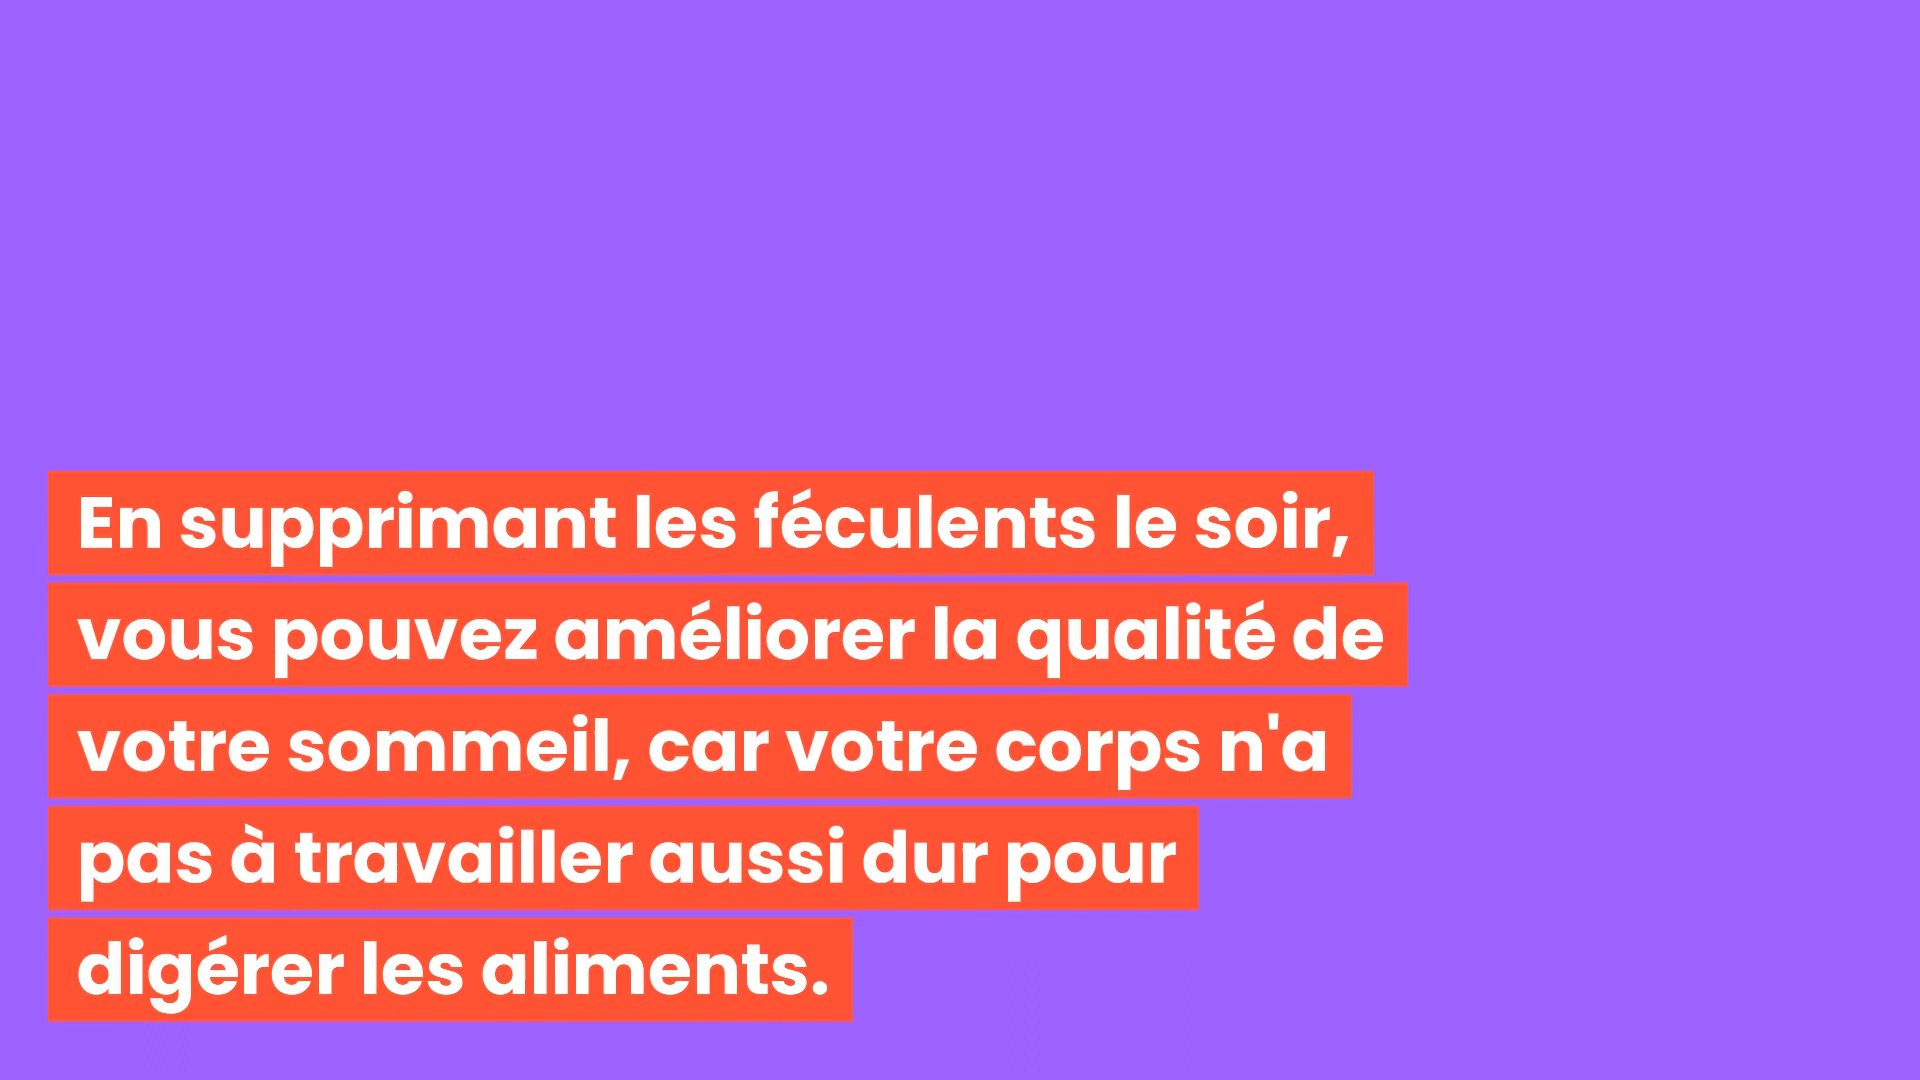 En supprimant les féculents le soir,
vous pouvez améliorer la qualité de
votre sommeil, car votre corps n'a
pas à travailler aussi dur pour
digérer les aliments.